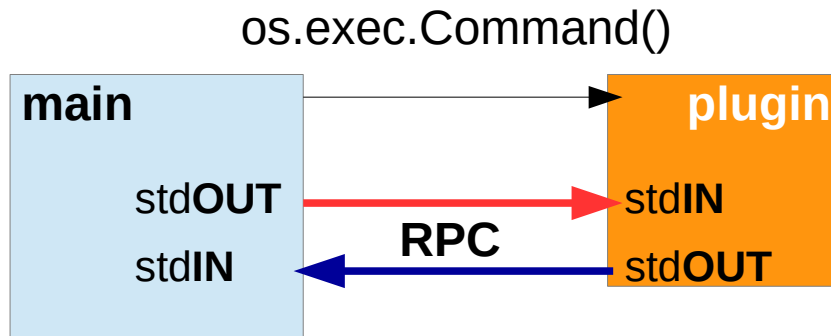 os.exec.Command()
main
plugin
stdOUT
stdIN
RPC
stdIN
stdOUT